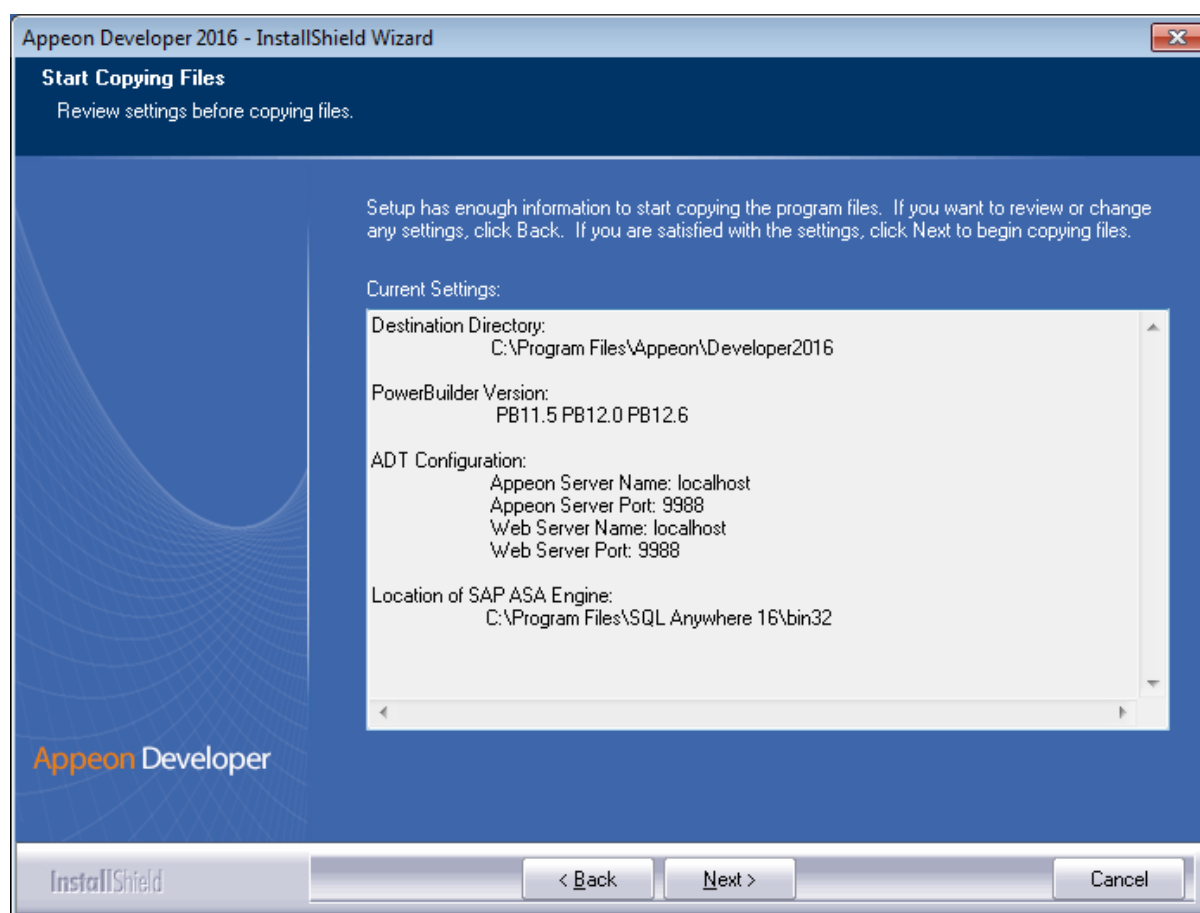 Appeon Developer 2016 - InstallShield Wizard
Start Copying Files
Review settings before copying files.
Setup has enough information to start copying the program files. If you want to review or change
any settings, click Back. If you are satisfied with the settings, click Next to begin copying files.
Current Settings:
Destination Directory:
C:\Program Files\Appeon\Developer2016
PowerBuilder Version:
PB11.5 PB12.0 PB12.6
ADT Configuration:
Appeon Server Name: localhost
Appeon Server Port: 9988
Web Server Name: localhost
Web Server Port: 9988
Location of SAP ASA Engine:
C:\Program Files\SQL Anywhere 16\bin32
Appeon Developer
InstallShield
< Back
Next >
Cancel